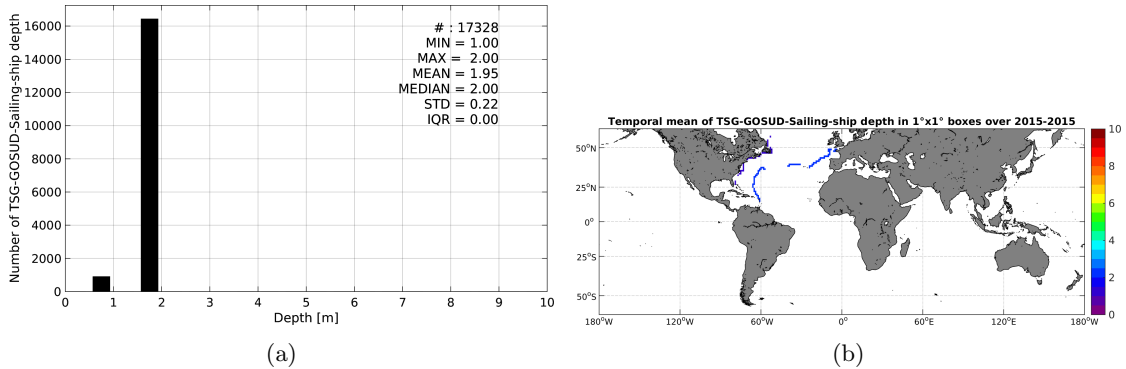 16000
14000
12000
10000
8000
6000
4000
2000
0
Number of TSG-GOSUD-Sailing-ship depth
# : 17328
MIN = 1.00
MAX = 2.00
MEAN = 1.95
MEDIAN = 2.00
STD = 0.22
IQR = 0.00
0 1 2 3 4 5 6 7 8 9 10
Depth [m]
(a)
Temporal mean of TSG-GOSUD-Sailing-ship depth in 1°x1° boxes over 2015-2015
50°N
25°N
0°
25°S
50°S
180°W 120°W 60°W 0° 60°E 120°E 180°W
10
8
6
4
2
0
(b)